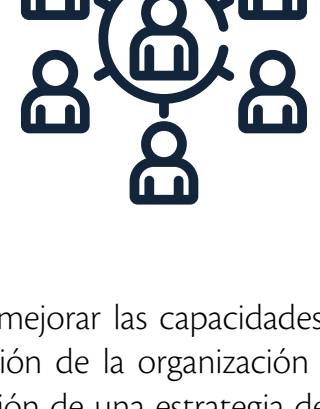 mejorar las capacidades
ión de la organización
ión de una estrategia de